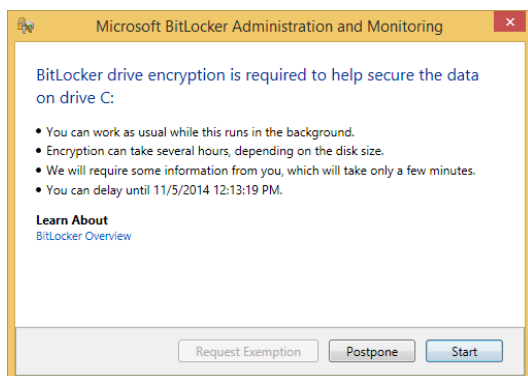 Microsoft BitLocker Administration and Monitoring
BitLocker drive encryption is required to help secure the data
on drive C:
• You can work as usual while this runs in the background.
• Encryption can take several hours, depending on the disk size.
• We will require some information from you, which will take only a few minutes.
• You can delay until 11/5/2014 12:13:19 PM.
Learn About
BitLocker Overview
Request Exemption Postpone Start